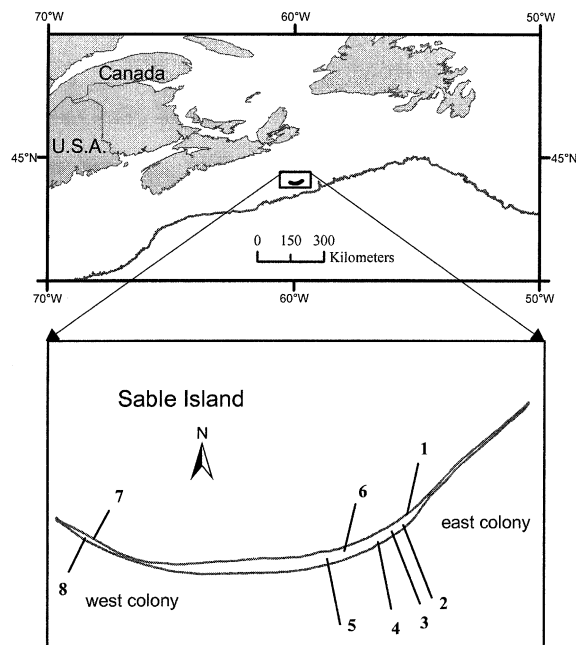 70°W 60°W 50°W
Canada
U.S.A.
45°N 45°N
0 150 300
Kilometers
70°W 60°W 50°W
Sable Island
N
1
6
7
east colony
8
west colony
2
3
4
5